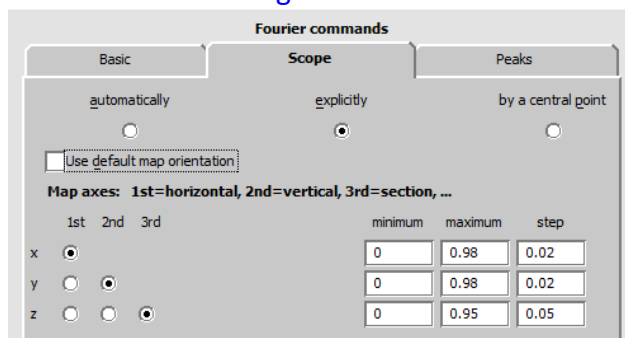 Fourier commands
Basic Scope Peaks
automatically explicitly by a central point
Use default map orientation
Map axes: 1st=horizontal, 2nd=vertical, 3rd=section, ...
1st 2nd 3rd minimum maximum step
x 0 0.98 0.02
y 0 0.98 0.02
z 0 0.95 0.05